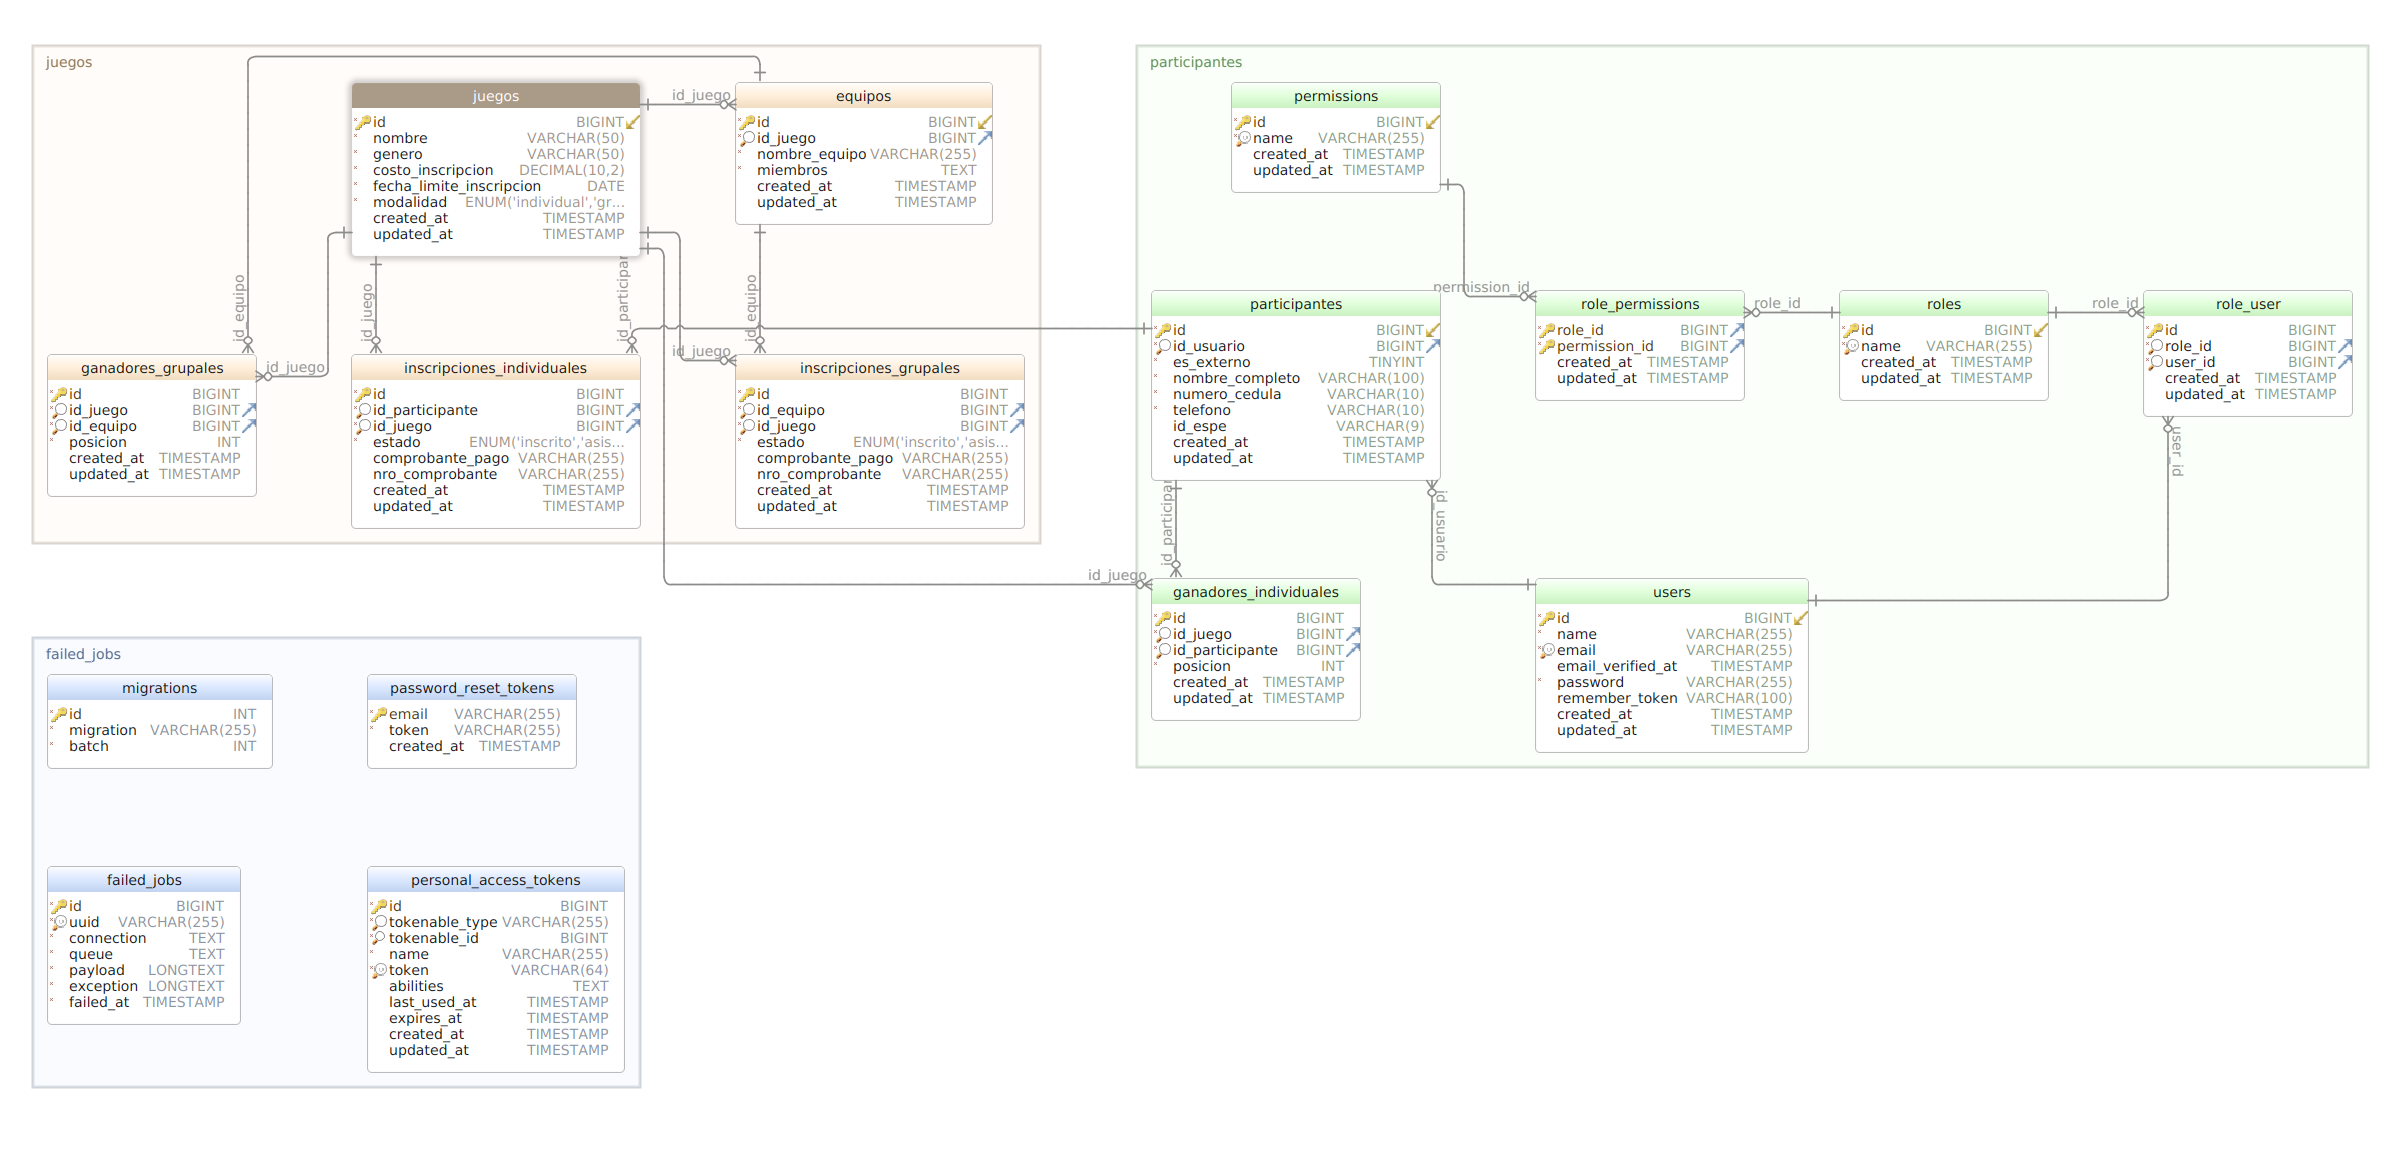 juegos
juegos
id BIGINT
nombre VARCHAR(50)
genero VARCHAR(50)
costo_inscripcion DECIMAL(10,2)
fecha_limite_inscripcion DATE
modalidad ENUM('individual','gr...
created_at TIMESTAMP
updated_at TIMESTAMP
id_juego
equipos
id BIGINT
id_juego BIGINT
nombre_equipo VARCHAR(255)
miembros TEXT
created_at TIMESTAMP
updated_at TIMESTAMP
id_equipo
id_juego
id_participar
id_equipo
id_juego
id_juego
ganadores_grupales
id BIGINT
id_juego BIGINT
id_equipo BIGINT
posicion INT
created_at TIMESTAMP
updated_at TIMESTAMP
inscripciones_individuales
id BIGINT
id_participante BIGINT
id_juego BIGINT
estado ENUM('inscrito','asis...
comprobante_pago VARCHAR(255)
nro_comprobante VARCHAR(255)
created_at TIMESTAMP
updated_at TIMESTAMP
inscripciones_grupales
id BIGINT
id_equipo BIGINT
id_juego BIGINT
estado ENUM('inscrito','asis...
comprobante_pago VARCHAR(255)
nro_comprobante VARCHAR(255)
created_at TIMESTAMP
updated_at TIMESTAMP
participantes
permissions
id BIGINT
name VARCHAR(255)
created_at TIMESTAMP
updated_at TIMESTAMP
permission_id
participantes
id BIGINT
id_usuario BIGINT
es_externo TINYINT
nombre_completo VARCHAR(100)
numero_cedula VARCHAR(10)
telefono VARCHAR(10)
id_espe VARCHAR(9)
created_at TIMESTAMP
updated_at TIMESTAMP
role_permissions
role_id BIGINT
permission_id BIGINT
created_at TIMESTAMP
updated_at TIMESTAMP
role_id
roles
id BIGINT
name VARCHAR(255)
created_at TIMESTAMP
updated_at TIMESTAMP
role_id
role_user
id BIGINT
role_id BIGINT
user_id BIGINT
created_at TIMESTAMP
updated_at TIMESTAMP
id_participar
id_usuario
user_id
id_juego
ganadores_individuales
id BIGINT
id_juego BIGINT
id_participante BIGINT
posicion INT
created_at TIMESTAMP
updated_at TIMESTAMP
users
id BIGINT
name VARCHAR(255)
email VARCHAR(255)
email_verified_at TIMESTAMP
password VARCHAR(255)
remember_token VARCHAR(100)
created_at TIMESTAMP
updated_at TIMESTAMP
failed_jobs
migrations
id INT
migration VARCHAR(255)
batch INT
password_reset_tokens
email VARCHAR(255)
token VARCHAR(255)
created_at TIMESTAMP
failed_jobs
id BIGINT
uuid VARCHAR(255)
connection TEXT
queue TEXT
payload LONGTEXT
exception LONGTEXT
failed_at TIMESTAMP
personal_access_tokens
id BIGINT
tokenable_type VARCHAR(255)
tokenable_id BIGINT
name VARCHAR(255)
token VARCHAR(64)
abilities TEXT
last_used_at TIMESTAMP
expires_at TIMESTAMP
created_at TIMESTAMP
updated_at TIMESTAMP